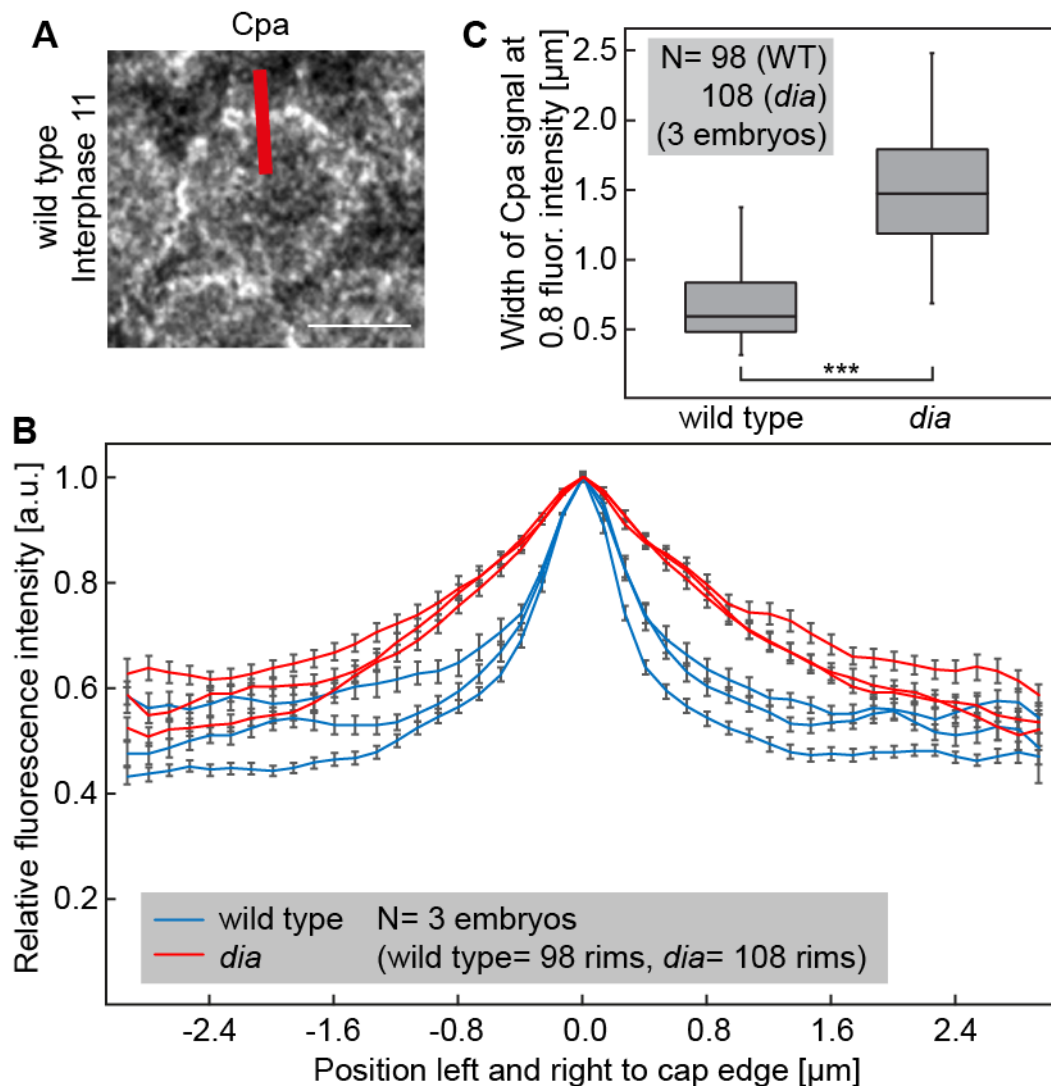 A
Cpa
wild type
Interphase 11
C
Width of Cpa signal at
0.8 fluor. intensity [µm]
2.5
2.0
1.5
1.0
0.5
N= 98 (WT)
108 (dia)
(3 embryos)
***
wild type
dia
B
Relative fluorescence intensity [a.u.]
1.0
0.8
0.6
0.4
0.2
wild type N= 3 embryos
dia (wild type= 98 rims, dia= 108 rims)
-2.4 -1.6 -0.8 0.0 0.8 1.6 2.4
Position left and right to cap edge [µm]